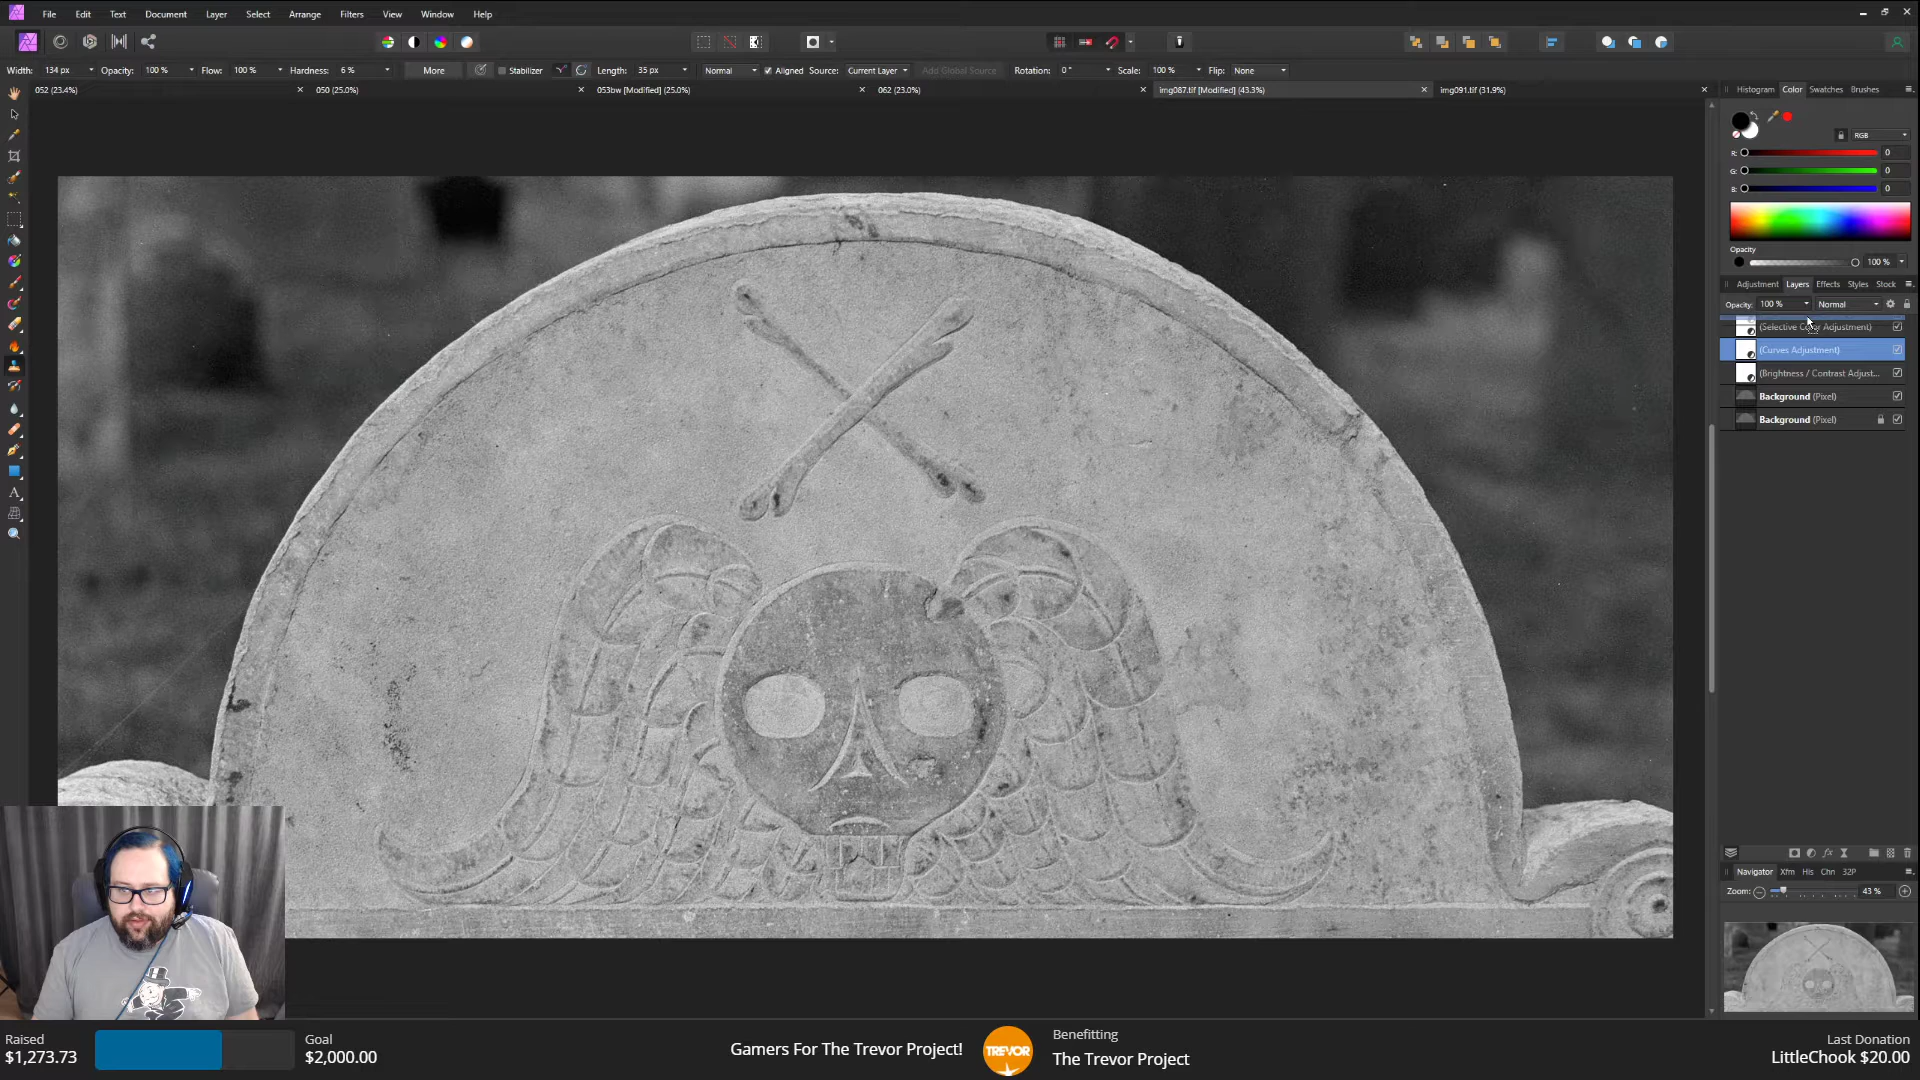 File Edit Text Document Layer Select Arrange Filters View Window Help
Width: 134 px Opacity: 100 % Flow: 100 % Hardness: 6 % More Stabilizer Length: 35 px Normal Aligned Source: Current Layer Add Global Source Rotation: 0 ° Scale: 100 % Flip: None
052 (23.4%) 050 (25.0%) 053bw [Modified] (25.0%) 062 (23.0%) img087.tif [Modified] (43.3%) img091.tif (31.9%)
Histogram Color Swatches Brushes
RGB
R: 0
G: 0
B: 0
Opacity
100 %
Adjustment Layers Effects Styles Stock
Opacity: 100 % Normal
(Selective Color Adjustment)
(Curves Adjustment)
(Brightness / Contrast Adjust...
Background (Pixel)
Background (Pixel)
Navigator Xfm His Chn 32P
Zoom: 43 %
Raised
$1,273.73
Goal
$2,000.00
Gamers For The Trevor Project!
TREVOR
Benefitting
The Trevor Project
Last Donation
LittleChook $20.00